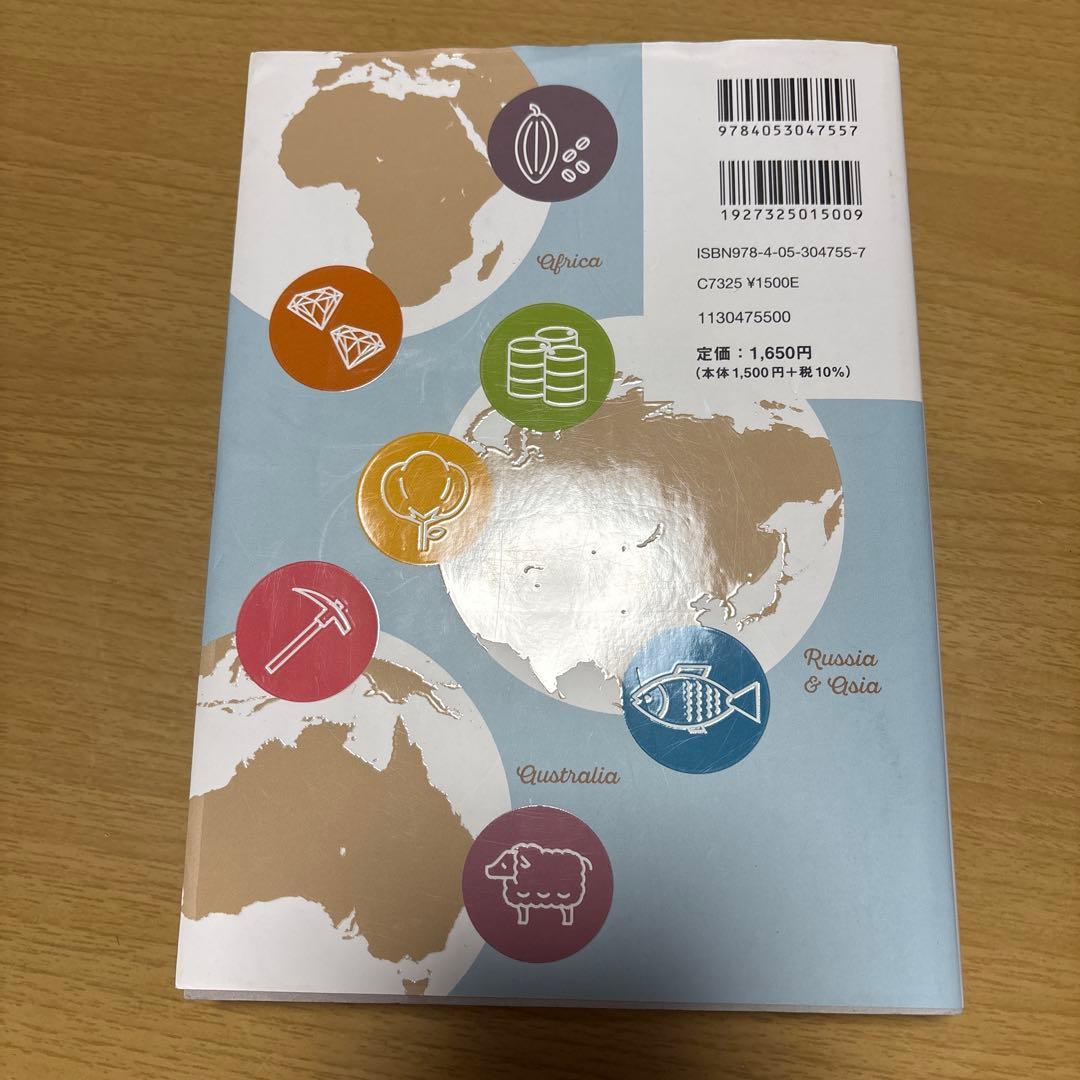 9784053047557
1927325015009
ISBN978-4-05-304755-7
C7325 ¥1500E
1130475500
定価：1,650円
（本体1,500円＋税10%）
Africa
Russia
& Asia
Australia